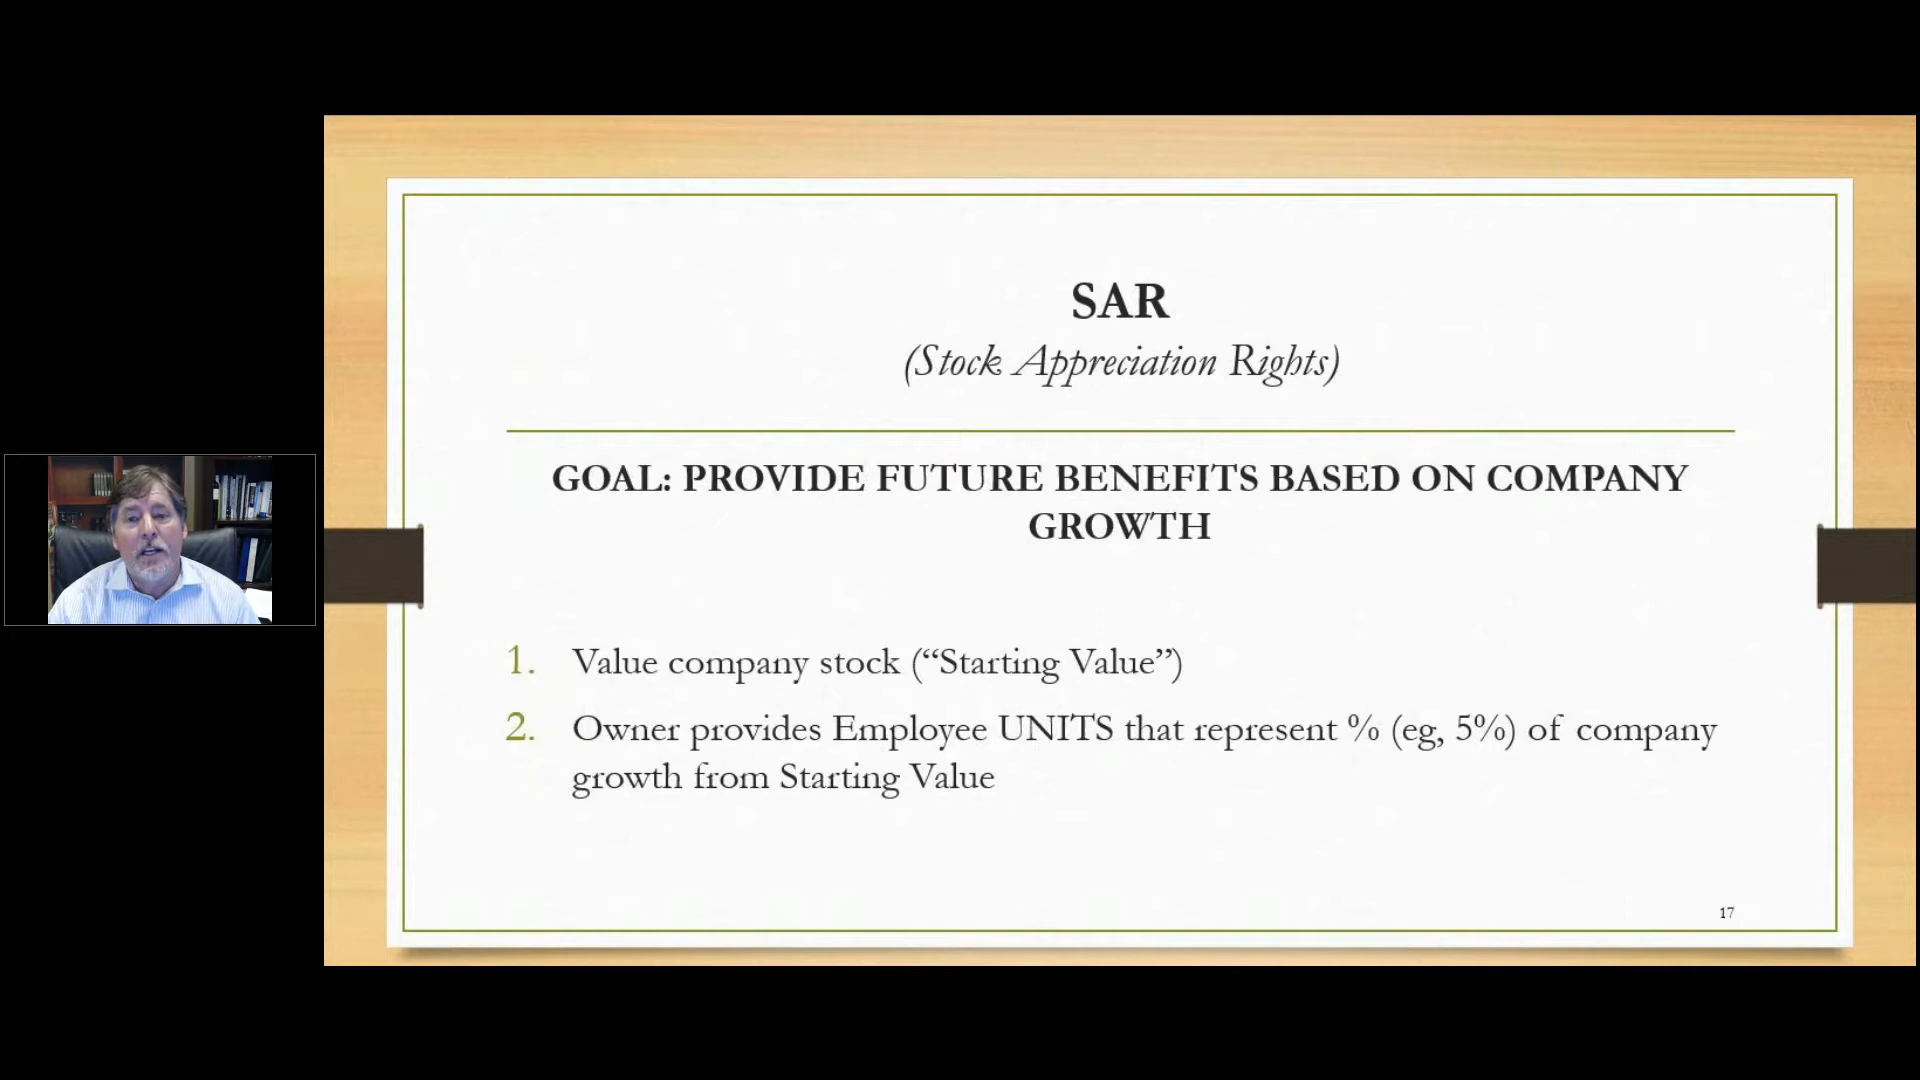 SAR
(Stock Appreciation Rights)
GOAL: PROVIDE FUTURE BENEFITS BASED ON COMPANY
GROWTH
1. Value company stock (“Starting Value”)
2. Owner provides Employee UNITS that represent % (eg, 5%) of company
growth from Starting Value
17